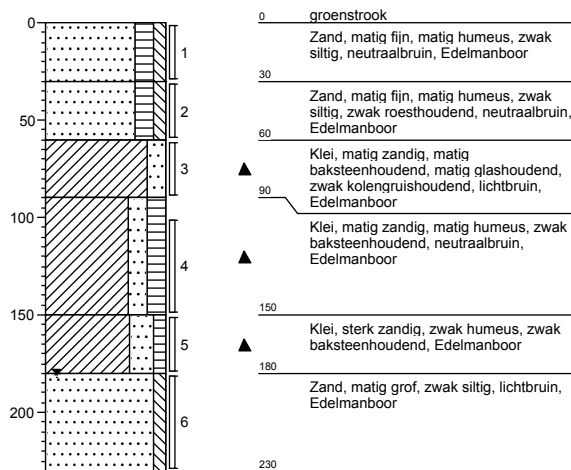 0
50
100
150
200
1
2
3
4
5
6
0 groenstrook
Zand, matig fijn, matig humeus, zwak
siltig, neutraalbruin, Edelmanboor
30
Zand, matig fijn, matig humeus, zwak
siltig, zwak roesthoudend, neutraalbruin,
Edelmanboor
60
Klei, matig zandig, matig
baksteenhoudend, matig glashoudend,
zwak kolengruishoudend, lichtbruin,
Edelmanboor
90
Klei, matig zandig, matig humeus, zwak
baksteenhoudend, neutraalbruin,
Edelmanboor
150
Klei, sterk zandig, zwak humeus, zwak
baksteenhoudend, Edelmanboor
180
Zand, matig grof, zwak siltig, lichtbruin,
Edelmanboor
230